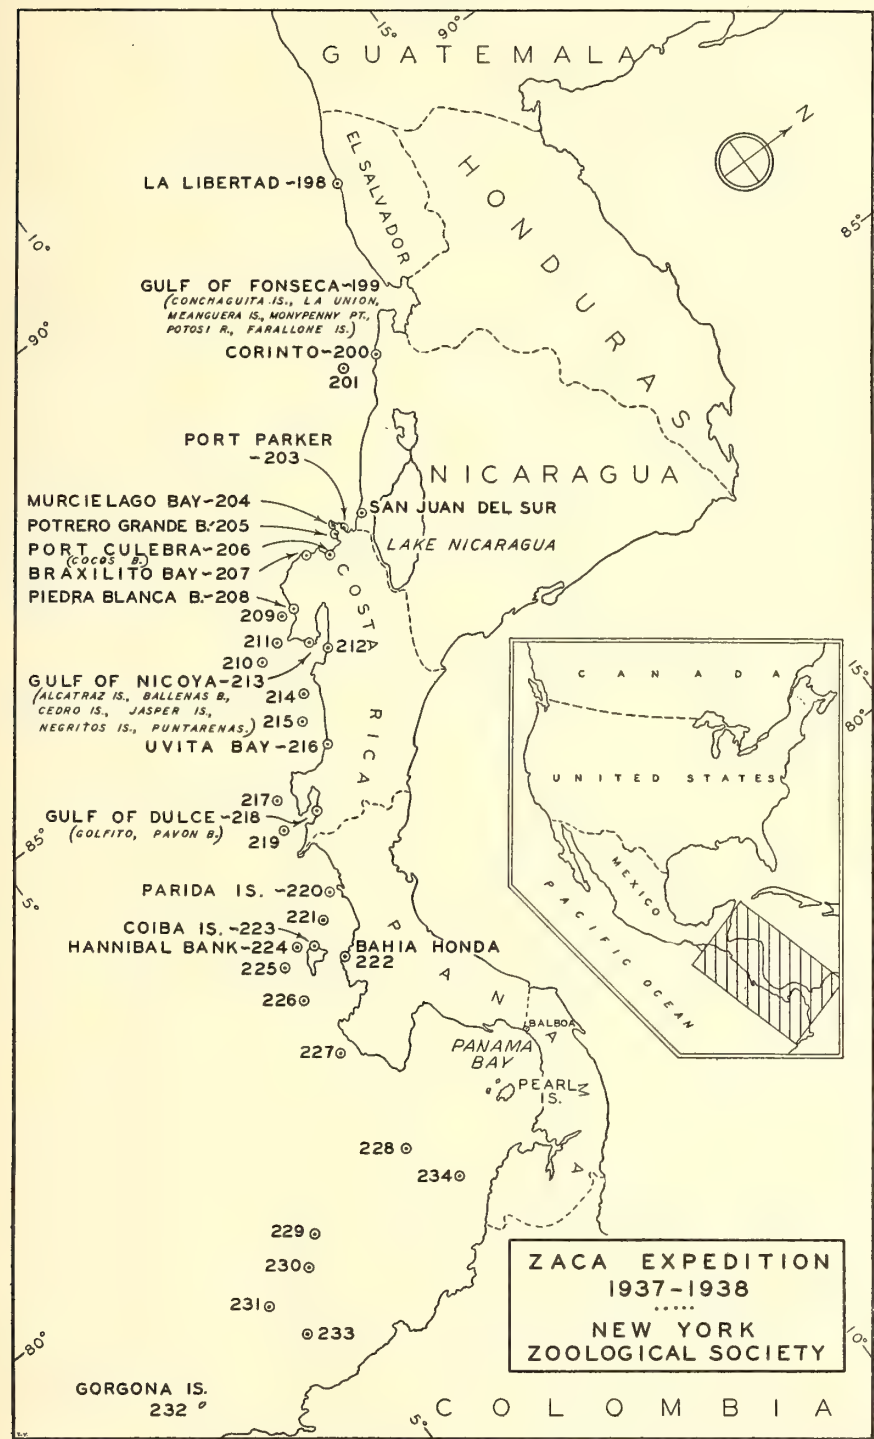 15°
90°
GUATEMALA
EL SALVADOR
HONDURAS
N
LA LIBERTAD-198
10°
85°
GULF OF FONSECA-199
(CONCHAGUITA IS., LA UNION,
MEANGUERA IS., MONYPENNY PT.,
POTOSI R., FARALLONE IS.)
90°
CORINTO-200
201
PORT PARKER
-203
NICARAGUA
MURCIELAGO BAY-204
SAN JUAN DEL SUR
POTRERO GRANDE B.-205
PORT CULEBRA-206
(COCOS B.)
LAKE NICARAGUA
BRAXILITO BAY-207
COSTA RICA
PIEDRA BLANCA B.-208
209
211
212
210
GULF OF NICOYA-213
(ALCATRAZ IS., BALLENAS B.,
CEDRO IS., JASPER IS.,
NEGRITOS IS., PUNTARENAS.)
214
215
UVITA BAY-216
15°
80°
CANADA
UNITED STATES
MEXICO
PACIFIC OCEAN
217
GULF OF DULCE-218
(GOLFITO, PAVON B.)
219
85°
5°
PARIDA IS.-220
221
PANAMA
COIBA IS.-223
HANNIBAL BANK-224
BAHIA HONDA
222
225
226
BALBOA
227
PANAMA
BAY
PEARL
IS.
228
234
229
230
231
233
ZACA EXPEDITION
1937-1938
.....
NEW YORK
ZOOLOGICAL SOCIETY
80°
10°
GORGONA IS.
232
5°
COLOMBIA